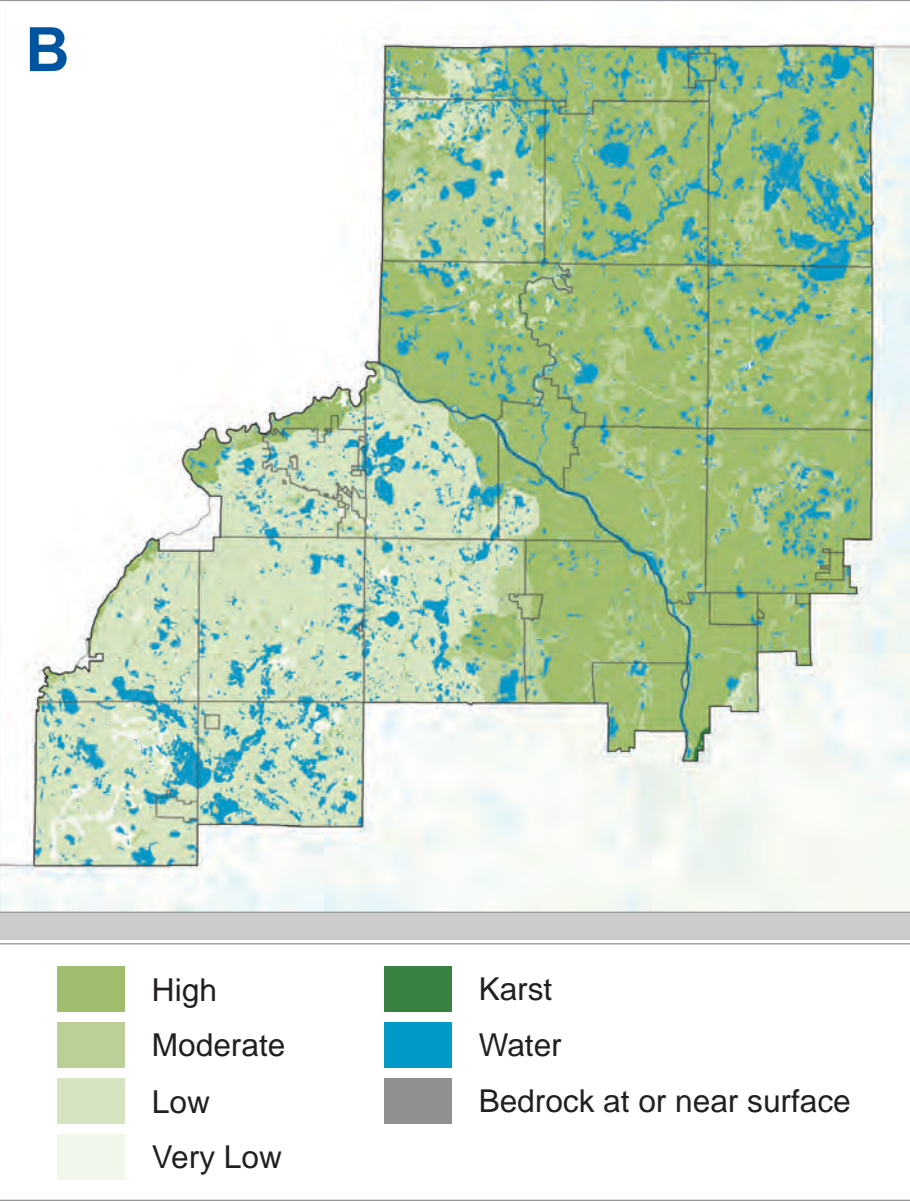 B
High
Moderate
Low
Very Low
Karst
Water
Bedrock at or near surface